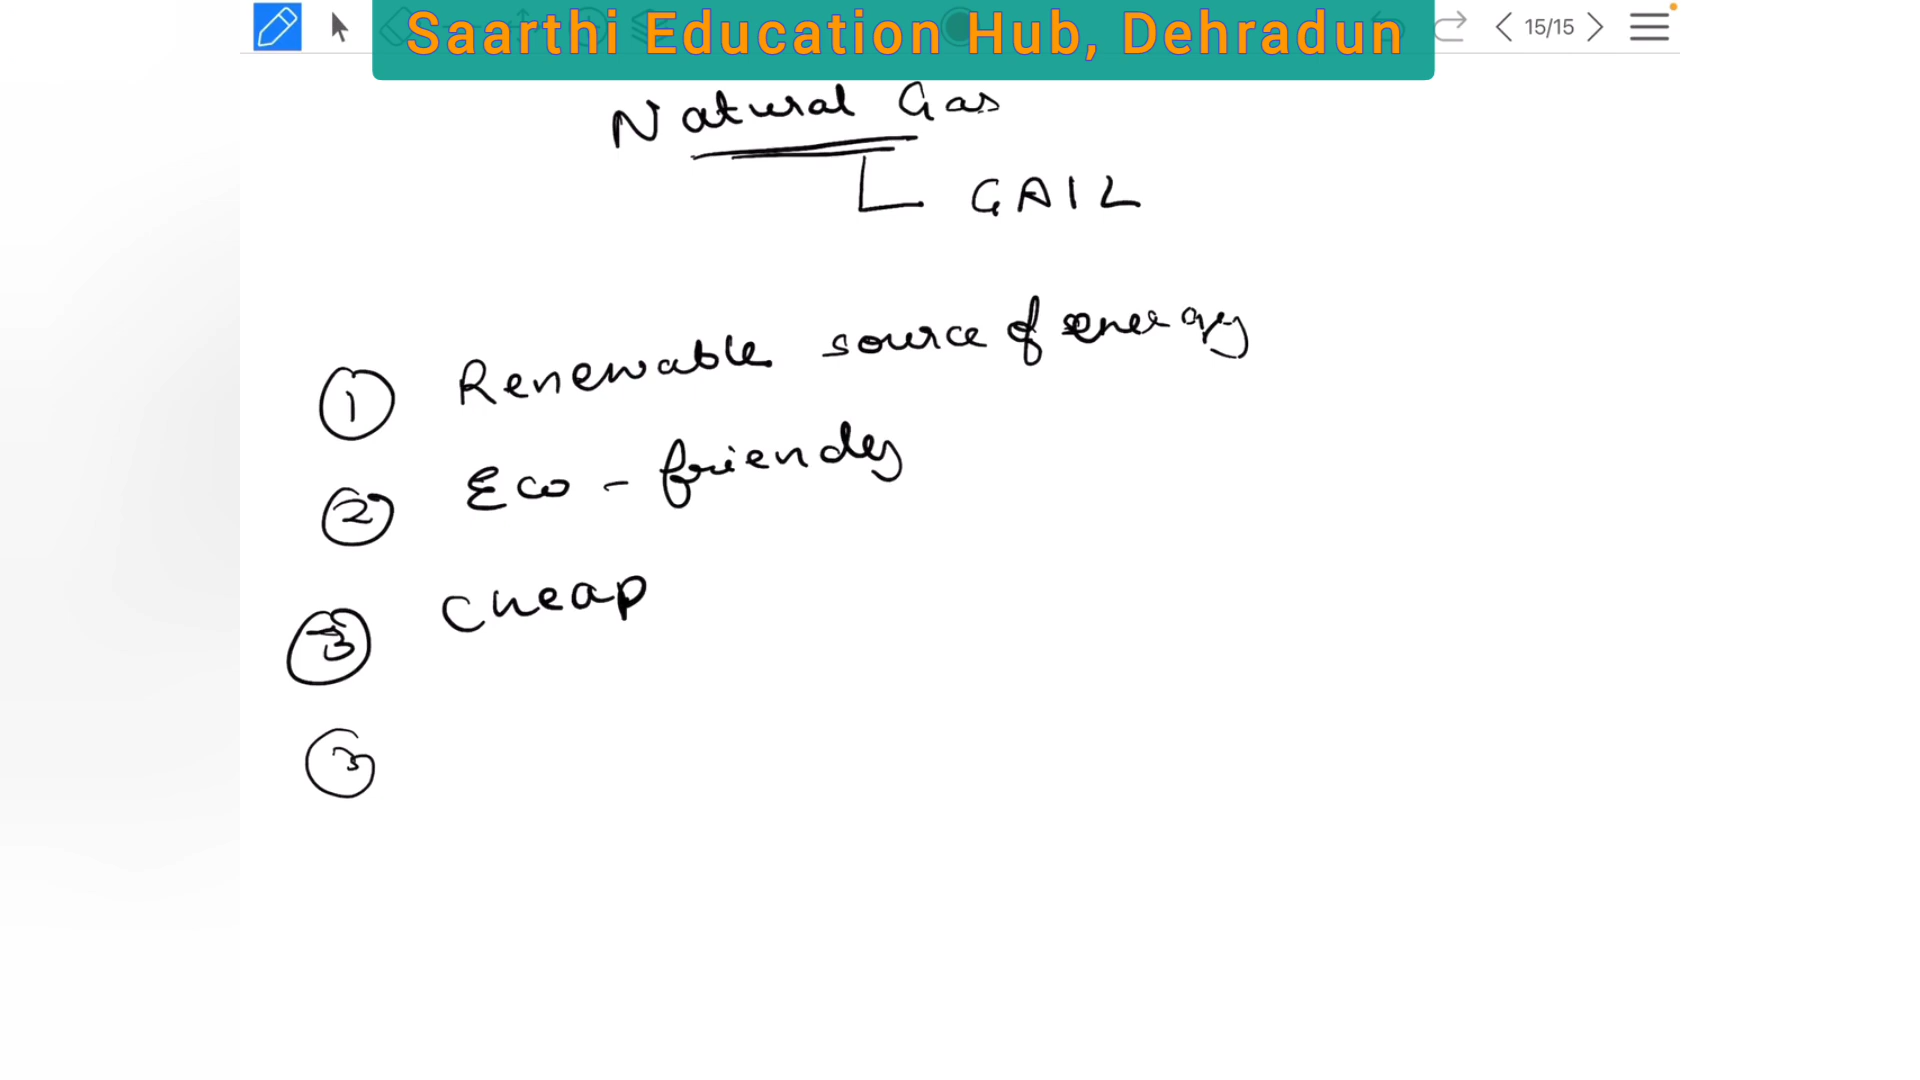 Saarthi Education Hub, Dehradun
15/15
Natural Gas
GAIL
① Renewable source of energy
② Eco-friendly
③ Cheap
③